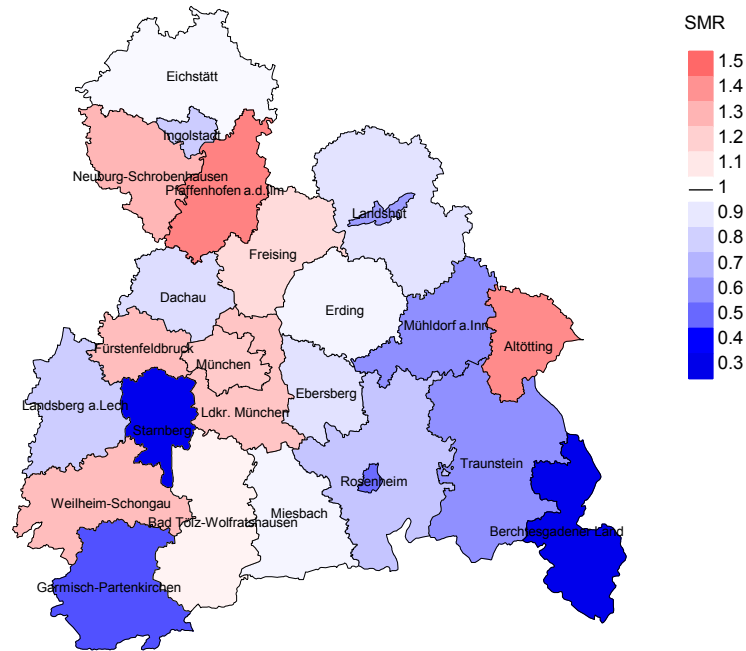 SMR
1.5
1.4
1.3
1.2
1.1
1
0.9
0.8
0.7
0.6
0.5
0.4
0.3
Eichstätt
Ingolstadt
Neuburg-Schrobenhausen
Pfaffenhofen a.d.Ilm
Landshut
Freising
Dachau
Erding
Mühldorf a.Inn
Altötting
Fürstenfeldbruck
München
Ebersberg
Landsberg a.Lech
Ldkr. München
Starnberg
Traunstein
Rosenheim
Weilheim-Schongau
Miesbach
Bad Tölz-Wolfratshausen
Berchtesgadener Land
Garmisch-Partenkirchen